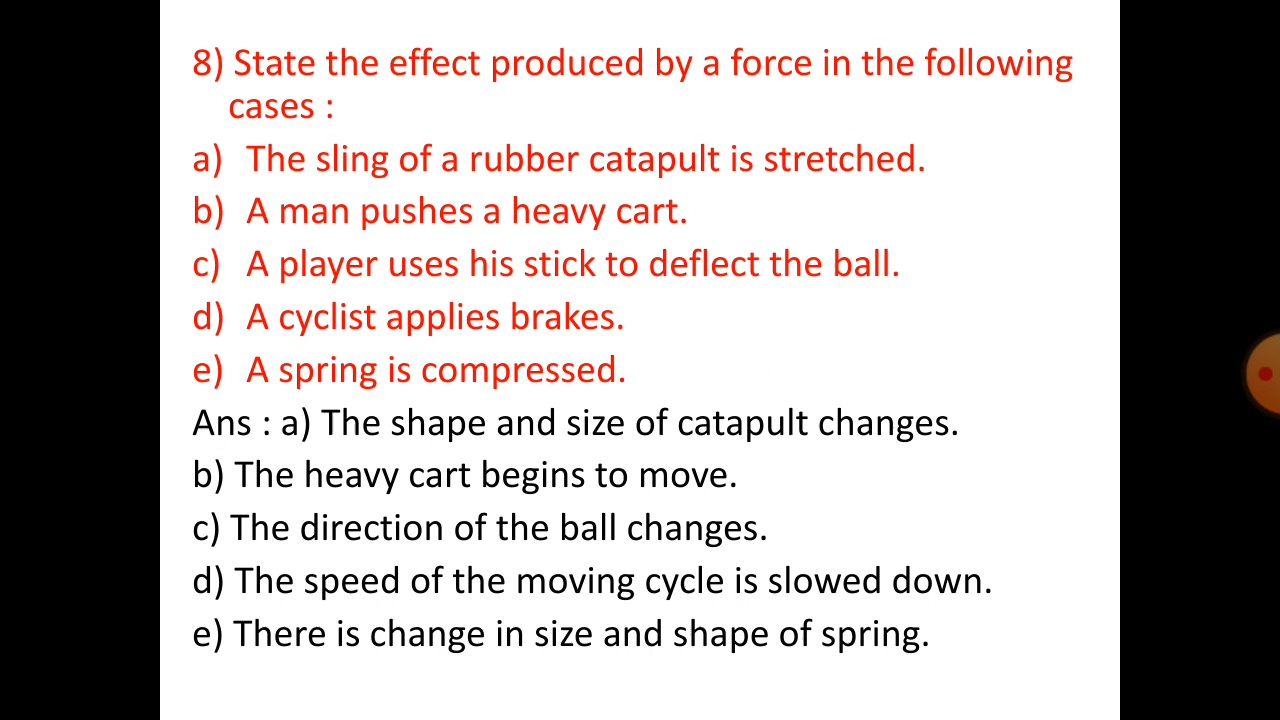 8) State the effect produced by a force in the following
cases :
a) The sling of a rubber catapult is stretched.
b) A man pushes a heavy cart.
c) A player uses his stick to deflect the ball.
d) A cyclist applies brakes.
e) A spring is compressed.
Ans : a) The shape and size of catapult changes.
b) The heavy cart begins to move.
c) The direction of the ball changes.
d) The speed of the moving cycle is slowed down.
e) There is change in size and shape of spring.